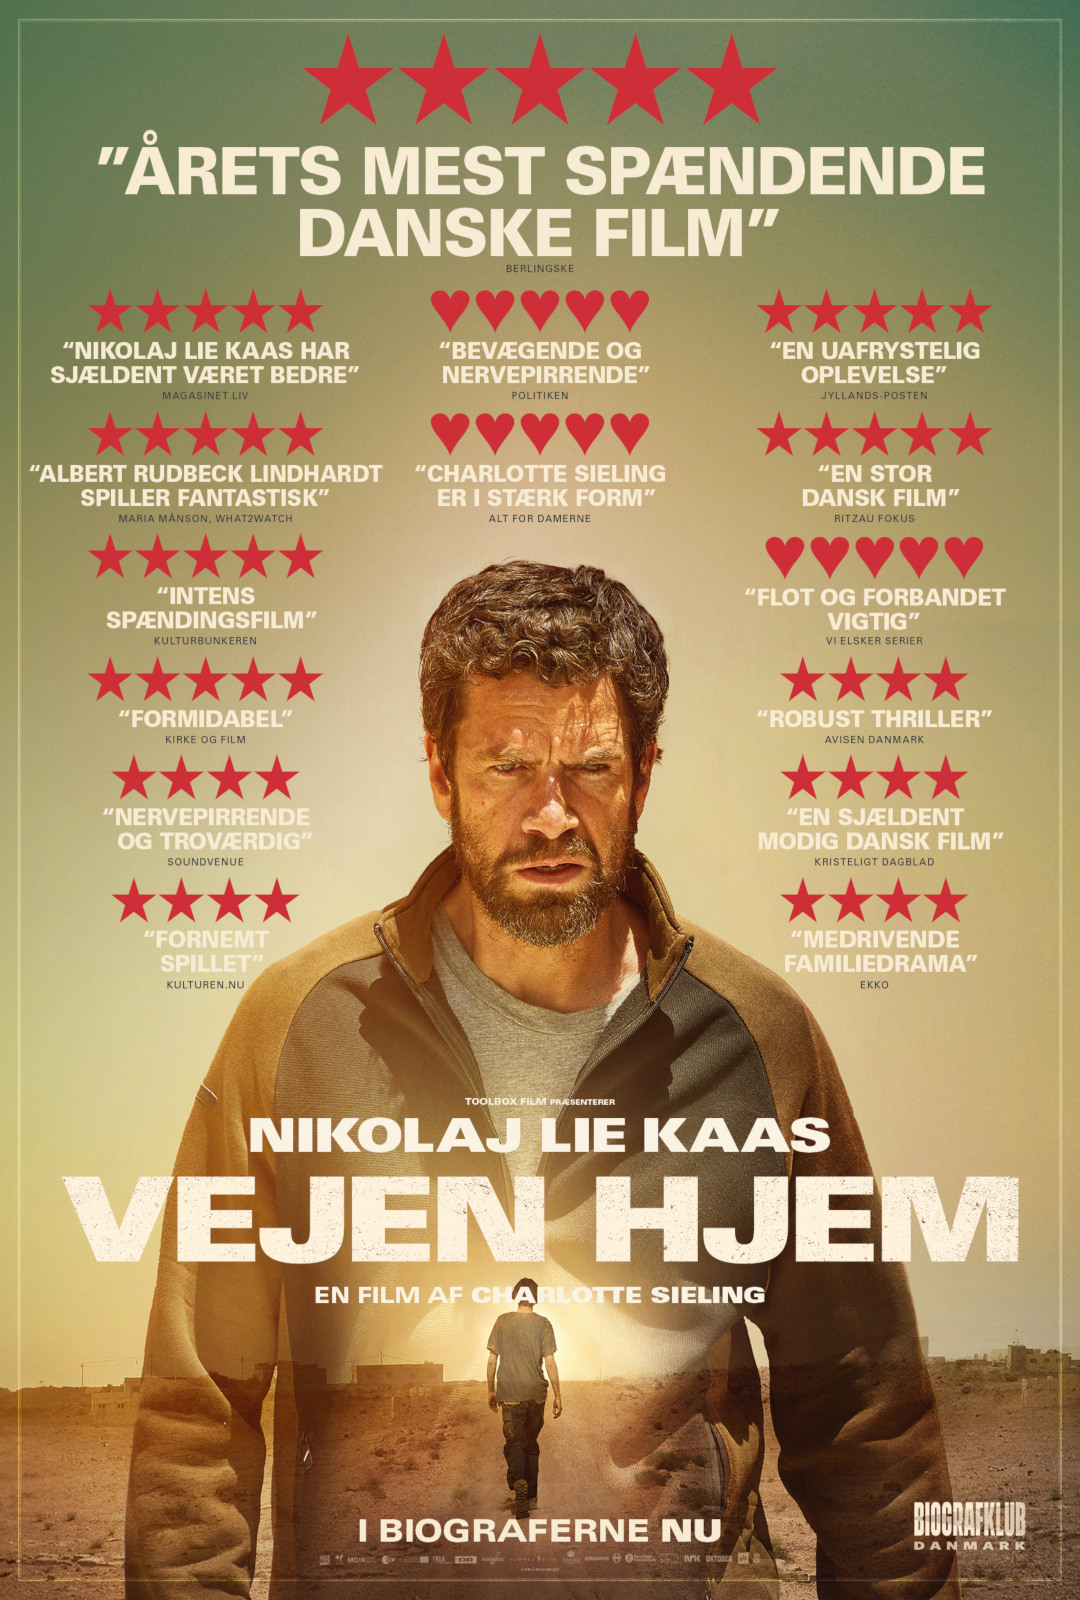 ”ÅRETS MEST SPÆNDENDE
DANSKE FILM”
BERLINGSKE
“NIKOLAJ LIE KAAS HAR
SJÆLDENT VÆRET BEDRE”
MAGASINET LIV
“BEVÆGENDE OG
NERVEPIRRENDE”
POLITIKEN
“EN UAFRYSTELIG
OPLEVELSE”
JYLLANDS-POSTEN
“ALBERT RUDBECK LINDHARDT
SPILLER FANTASTISK”
MARIA MÅNSON, WHAT2WATCH
“CHARLOTTE SIELING
ER I STÆRK FORM”
ALT FOR DAMERNE
“EN STOR
DANSK FILM”
RITZAU FOKUS
“INTENS
SPÆNDINGSFILM”
KULTURBUNKEREN
“FLOT OG FORBANDET
VIGTIG”
VI ELSKER SERIER
“FORMIDABEL”
KIRKE OG FILM
“ROBUST THRILLER”
AVISEN DANMARK
“NERVEPIRRENDE
OG TROVÆRDIG”
SOUNDVENUE
“EN SJÆLDENT
MODIG DANSK FILM”
KRISTELIGT DAGBLAD
“FORNEMT
SPILLET”
KULTUREN.NU
“MEDRIVENDE
FAMILIEDRAMA”
EKKO
TOOLBOX FILM PRÆSENTERER
NIKOLAJ LIE KAAS
VEJEN HJEM
EN FILM AF CHARLOTTE SIELING
I BIOGRAFERNE NU
BIOGRAFKLUB
DANMARK
MOIN
DR
NRK
OKTOBER